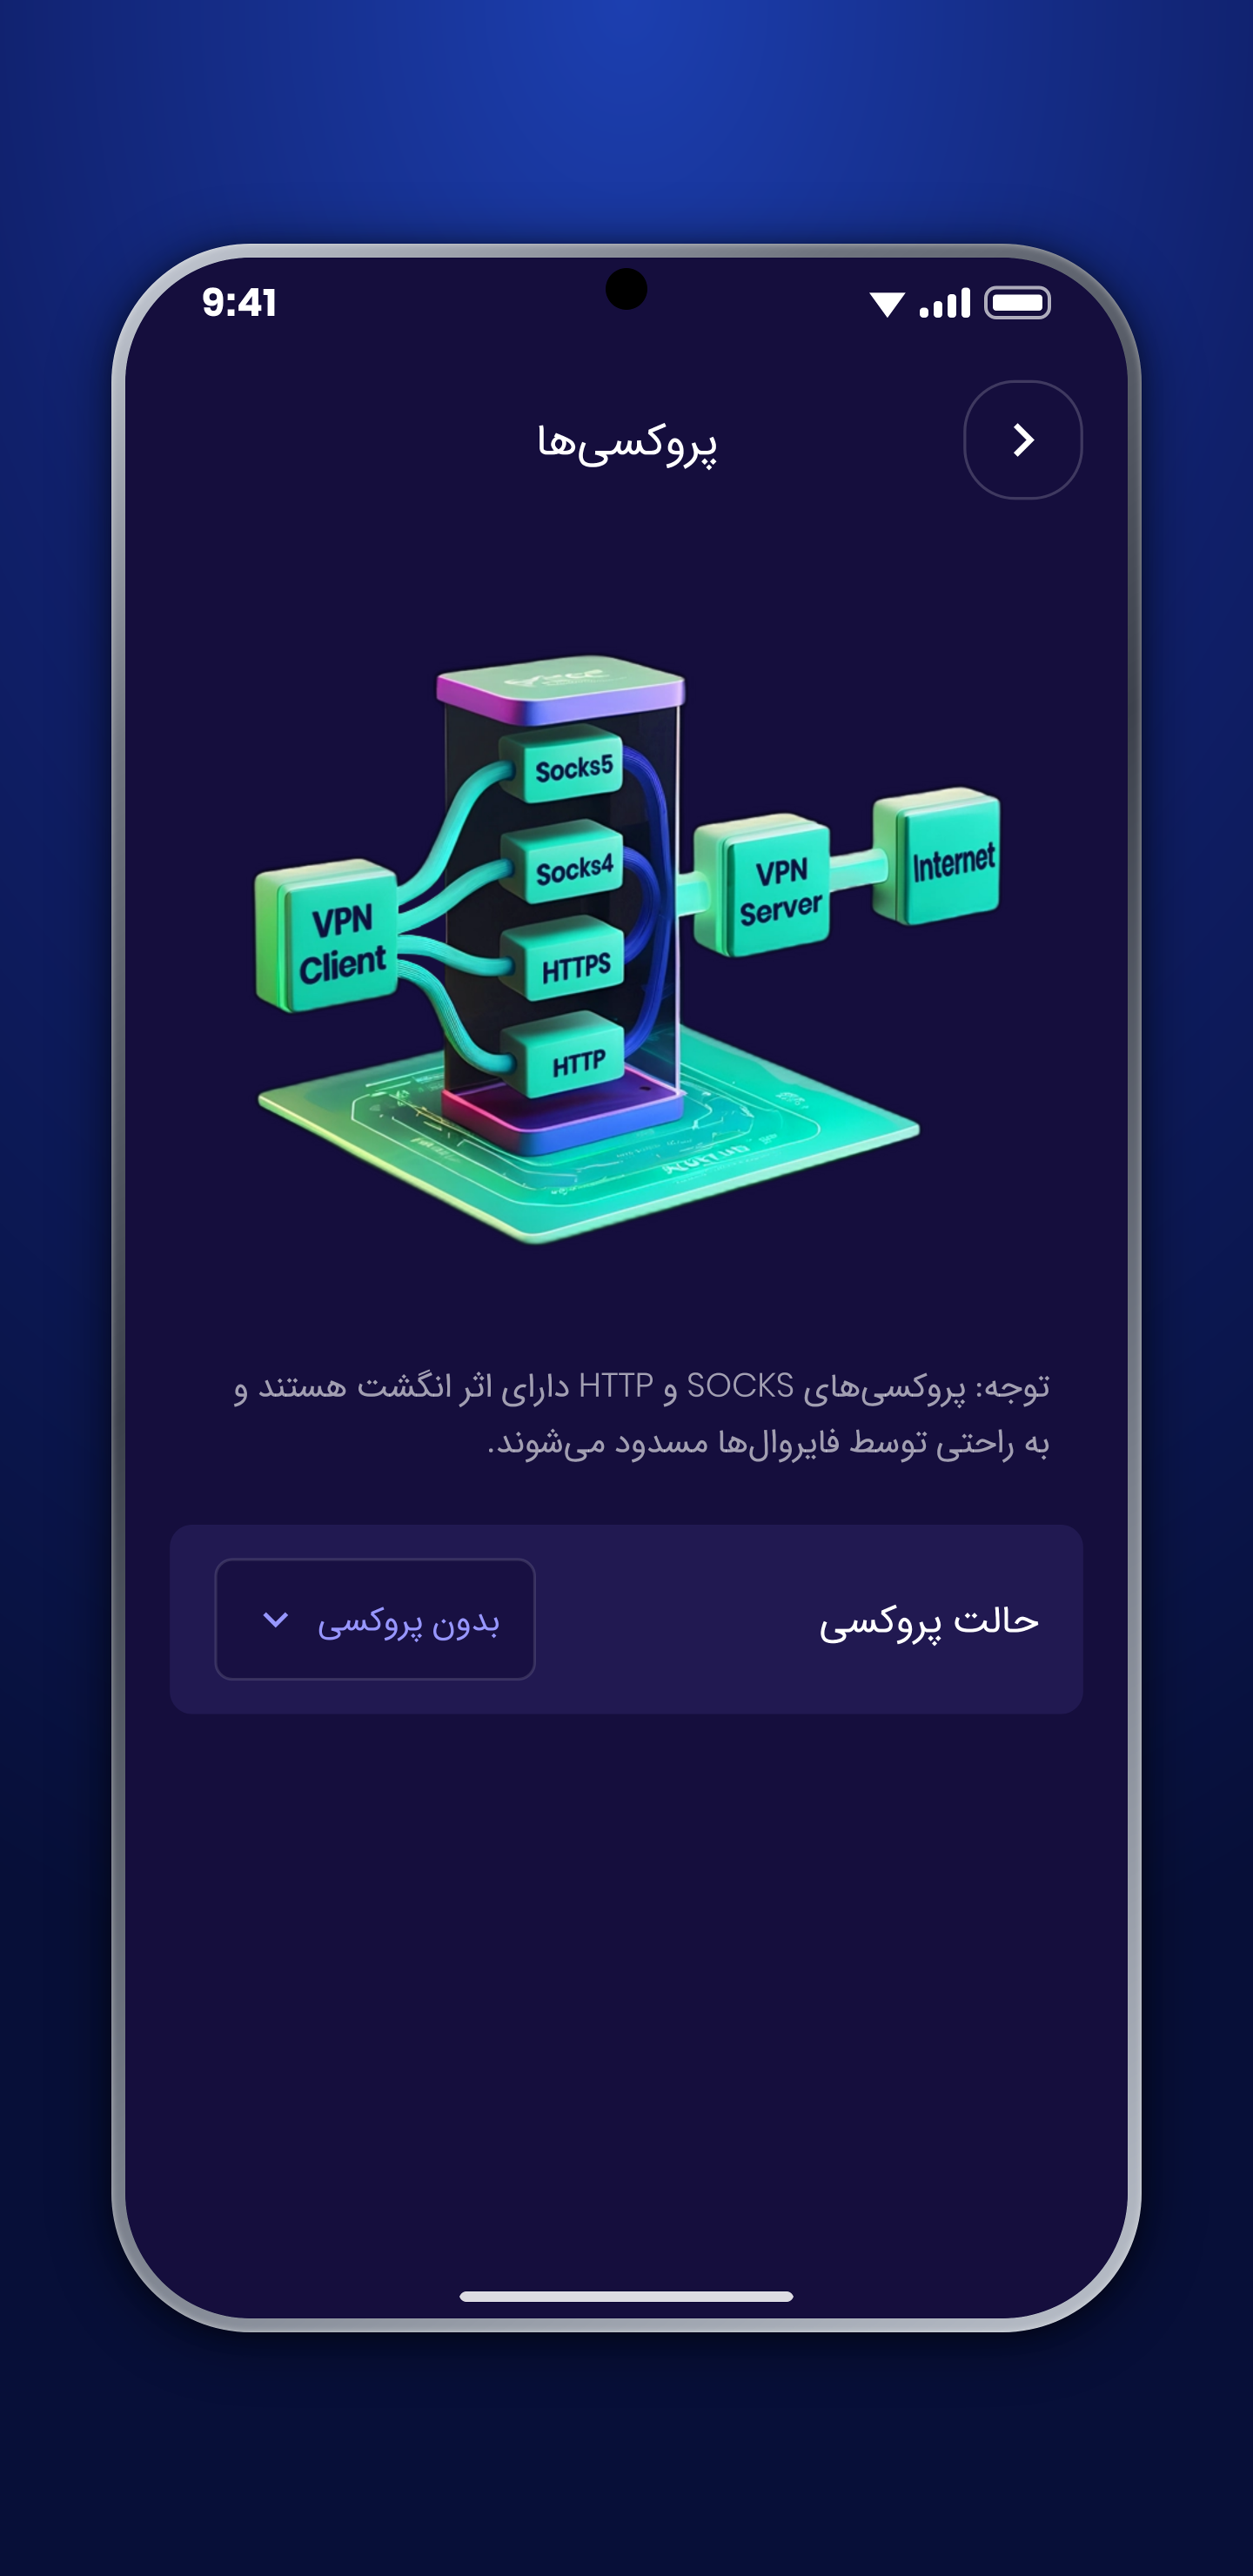 9:41
پروکسی‌ها
Socks5
Socks4
HTTPS
HTTP
VPN
Client
VPN
Server
Internet
توجه: پروکسی‌های SOCKS و HTTP دارای اثر انگشت هستند و
به راحتی توسط فایروال‌ها مسدود می‌شوند.
حالت پروکسی
بدون پروکسی